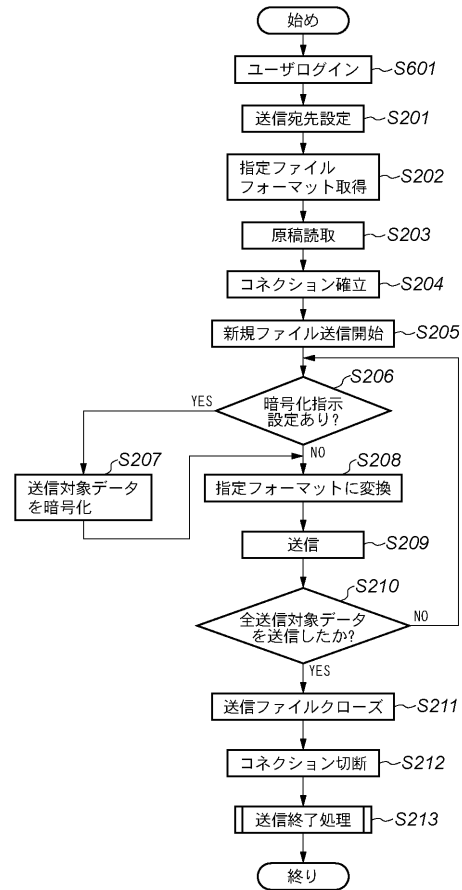 始め
ユーザログイン S601
送信宛先設定 S201
指定ファイル
フォーマット取得 S202
原稿読取 S203
コネクション確立 S204
新規ファイル送信開始 S205
S206
YES
暗号化指示
設定あり?
NO
S207
送信対象データ
を暗号化
S208
指定フォーマットに変換
送信 S209
S210
全送信対象データ
を送信したか?
NO
YES
送信ファイルクローズ S211
コネクション切断 S212
送信終了処理 S213
終り